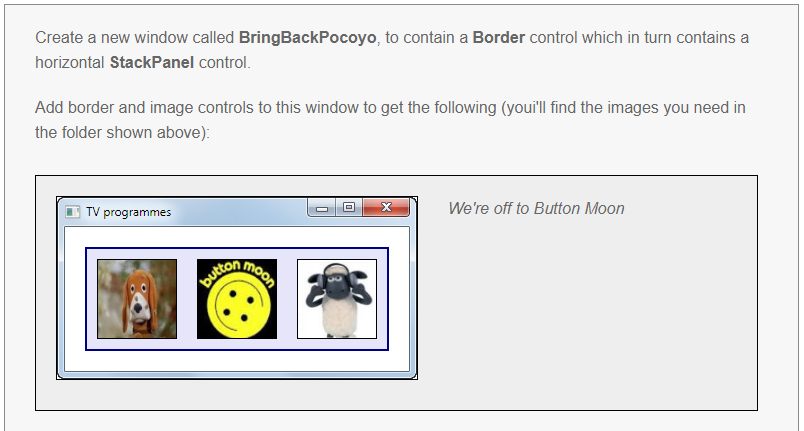 Create a new window called BringBackPocoyo, to contain a Border control which in turn contains a
horizontal StackPanel control.
Add border and image controls to this window to get the following (youi'll find the images you need in
the folder shown above):
TV programmes
We're off to Button Moon
button moon